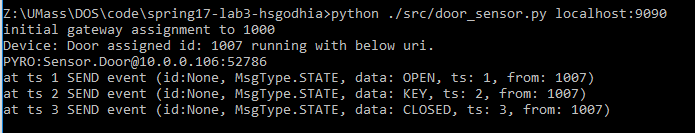 Z:\UMass\DOS\code\spring17-lab3-hsgodhia>python ./src/door_sensor.py localhost:9090
initial gateway assignment to 1000
Device: Door assigned id: 1007 running with below uri.
PYRO:Sensor.Door@10.0.0.106:52786
at ts 1 SEND event (id:None, MsgType.STATE, data: OPEN, ts: 1, from: 1007)
at ts 2 SEND event (id:None, MsgType.STATE, data: KEY, ts: 2, from: 1007)
at ts 3 SEND event (id:None, MsgType.STATE, data: CLOSED, ts: 3, from: 1007)